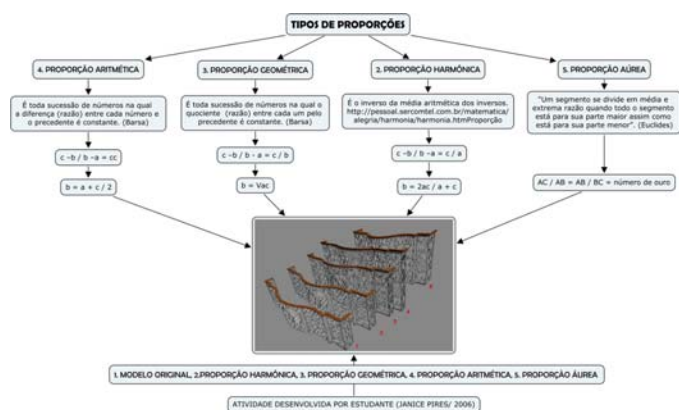 TIPOS DE PROPORÇÕES
4. PROPORÇÃO ARITMÉTICA
É toda sucessão de números na qual
a diferença (razão) entre cada número e
o precedente é constante. (Barsa)
c –b / b –a = cc
b = a + c / 2
3. PROPORÇÃO GEOMÉTRICA
É toda sucessão de números na qual o
quociente (razão) entre cada um pelo
precedente é constante. (Barsa)
c –b / b - a = c / b
b = Vac
2. PROPORÇÃO HARMÔNICA
É o inverso da média aritmética dos inversos.
http://pessoal.sercomtel.com.br/matematica/
alegria/harmonia/harmonia.htmProporção
c –b / b –a = c / a
b = 2ac / a + c
5. PROPORÇÃO AÚREA
"Um segmento se divide em média e
extrema razão quando todo o segmento
está para sua parte maior assim como
está para sua parte menor". (Euclides)
AC / AB = AB / BC = número de ouro
1
2
3
4
5
1. MODELO ORIGINAL, 2.PROPORÇÃO HARMÔNICA, 3. PROPORÇÃO GEOMÉTRICA, 4. PROPORÇÃO ARITMÉTICA, 5. PROPORÇÃO ÁUREA
ATIVIDADE DESENVOLVIDA POR ESTUDANTE (JANICE PIRES/ 2006)